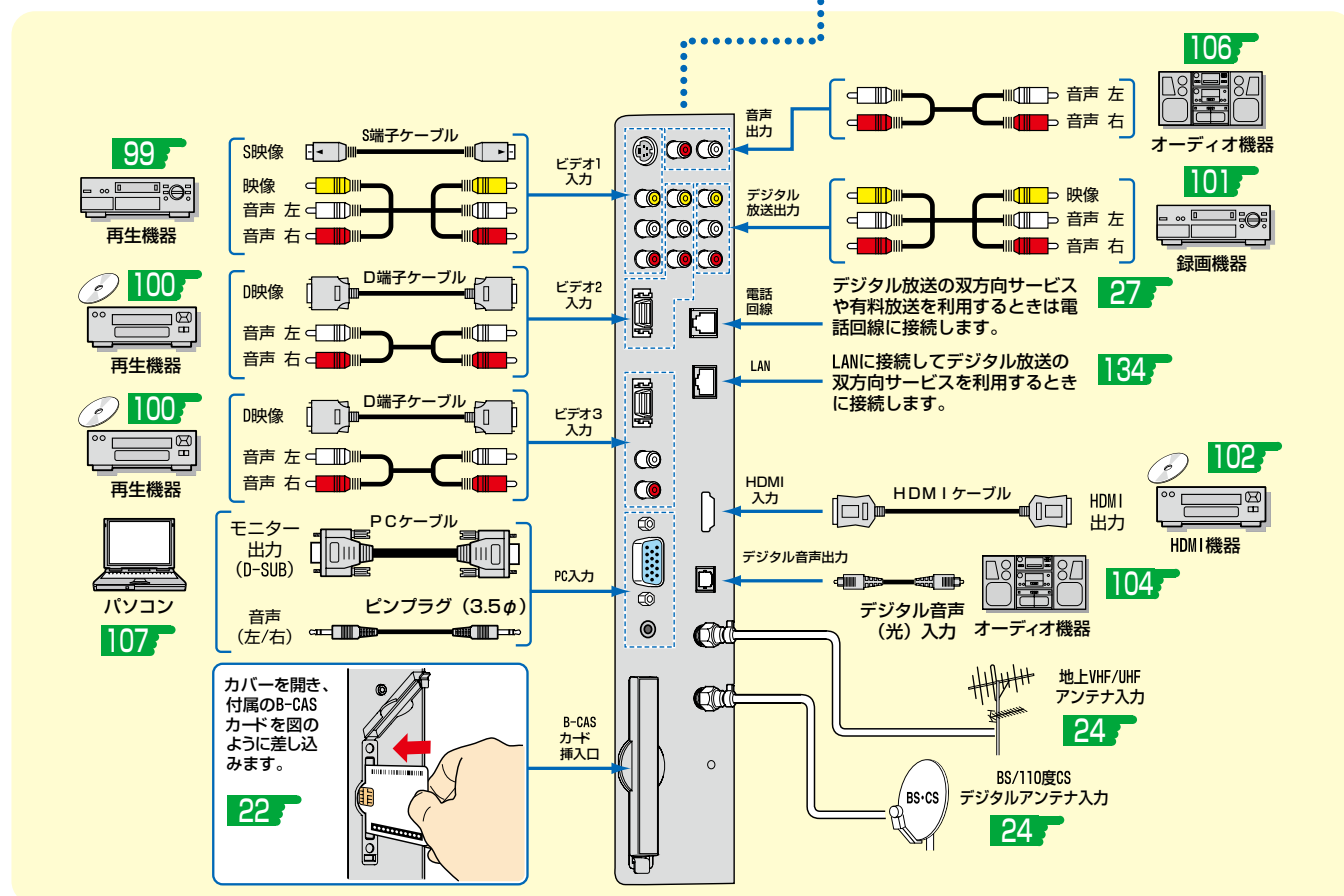 99
再生機器
S端子ケーブル
S映像
映像
音声 左
音声 右
ビデオ1
入力
100
再生機器
D端子ケーブル
D映像
音声 左
音声 右
ビデオ2
入力
100
再生機器
D端子ケーブル
D映像
音声 左
音声 右
ビデオ3
入力
パソコン
107
モニター
出力
(D-SUB)
PCケーブル
音声
(左/右)
ピンプラグ(3.5φ)
PC入力
カバーを開き、
付属のB-CAS
カードを図の
ように差し込
みます。
22
B-CAS
カード
挿入口
音声
出力
音声 左
音声 右
106
オーディオ機器
デジタル
放送出力
映像
音声 左
音声 右
101
録画機器
電話
回線
デジタル放送の双方向サービス
や有料放送を利用するときは電
話回線に接続します。
27
LAN
LANに接続してデジタル放送の
双方向サービスを利用するとき
に接続します。
134
HDMI
入力
HDMIケーブル
HDMI
出力
102
HDMI機器
デジタル音声出力
デジタル音声
(光)入力
オーディオ機器
104
地上VHF/UHF
アンテナ入力
24
BS・CS
BS/110度CS
デジタルアンテナ入力
24